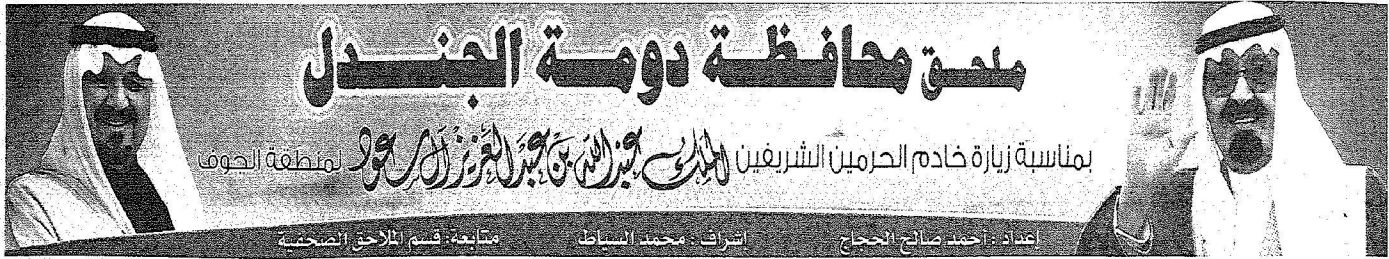 ملحق محافظة دومة الجندل
بمناسبة زيارة خادم الحرمين الشريفين الملك عبدالله بن عبدالعزيز آل سعود لمنطقة الجوف
إعداد : أحمد صالح الحجاج إشراف : محمد السياط متابعة: قسم الملاحق الصحفية